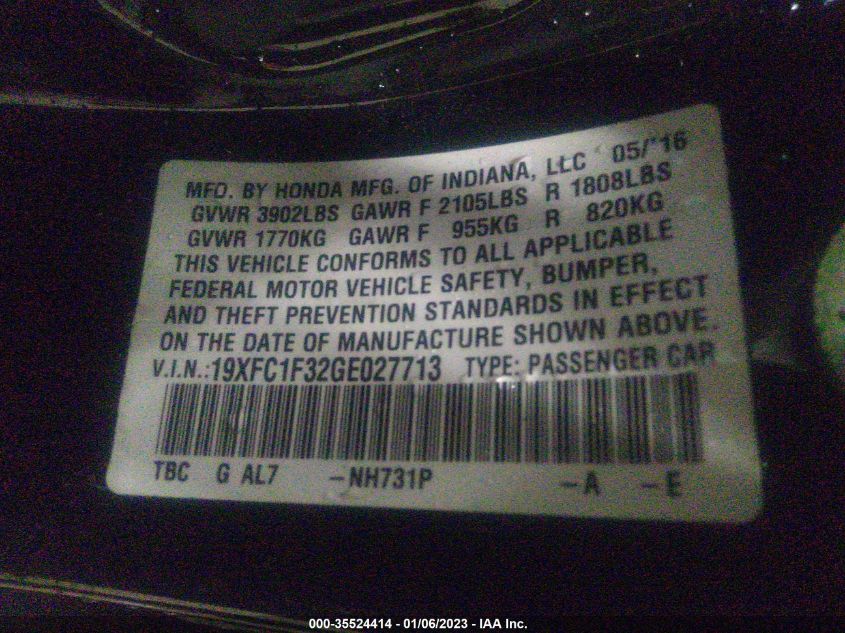 MFD. BY HONDA MFG. OF INDIANA, LLC 05/'16
GVWR 3902LBS GAWR F 2105LBS R 1808LBS
GVWR 1770KG GAWR F 955KG R 820KG
THIS VEHICLE CONFORMS TO ALL APPLICABLE
FEDERAL MOTOR VEHICLE SAFETY, BUMPER,
AND THEFT PREVENTION STANDARDS IN EFFECT
ON THE DATE OF MANUFACTURE SHOWN ABOVE.
V.I.N.:19XFC1F32GE027713 TYPE: PASSENGER CAR
TBC G AL7 -NH731P -A -E
000-35524414 - 01/06/2023 - IAA Inc.